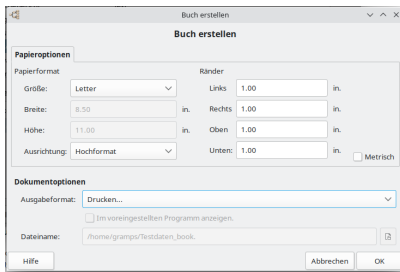 Buch erstellen
Buch erstellen
Papieroptionen
Papierformat
Größe: Letter
Breite: 8.50 in.
Höhe: 11.00 in.
Ausrichtung: Hochformat
Ränder
Links 1.00 in.
Rechts 1.00 in.
Oben 1.00 in.
Unten: 1.00 in.
Metrisch
Dokumentoptionen
Ausgabeformat: Drucken...
Im voreingestellten Programm anzeigen.
Dateiname: /home/gramps/Testdaten_book.
Hilfe Abbrechen OK